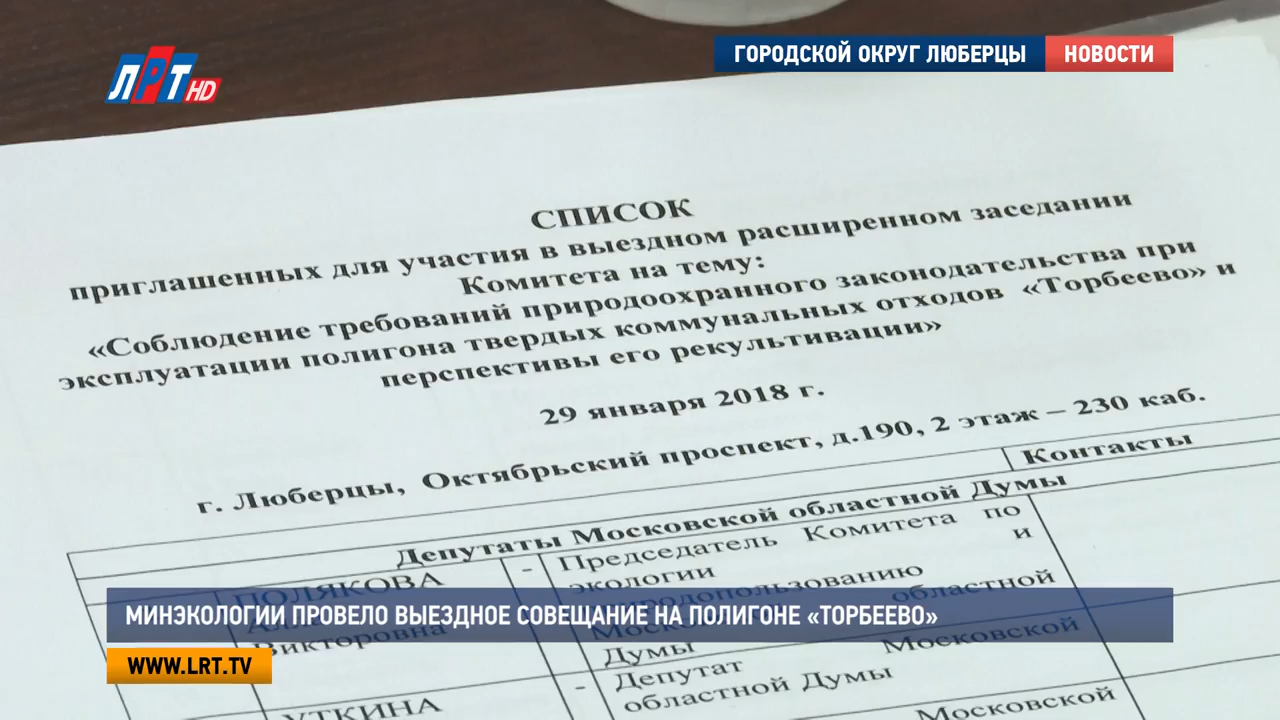 ЛРТ HD
ГОРОДСКОЙ ОКРУГ ЛЮБЕРЦЫ НОВОСТИ
СПИСОК
приглашенных для участия в выездном расширенном заседании
Комитета на тему:
«Соблюдение требований природоохранного законодательства при
эксплуатации полигона твердых коммунальных отходов «Торбеево» и
перспективы его рекультивации»
29 января 2018 г.
г. Люберцы, Октябрьский проспект, д.190, 2 этаж – 230 каб.
Контакты
Депутаты Московской областной Думы
ПОЛЯКОВА
Викторовна
- Председатель Комитета по
экологии и
природопользованию
Московской областной
Думы
УТКИНА
- Депутат Московской
областной Думы
Московской
МИНЭКОЛОГИИ ПРОВЕЛО ВЫЕЗДНОЕ СОВЕЩАНИЕ НА ПОЛИГОНЕ «ТОРБЕЕВО»
WWW.LRT.TV